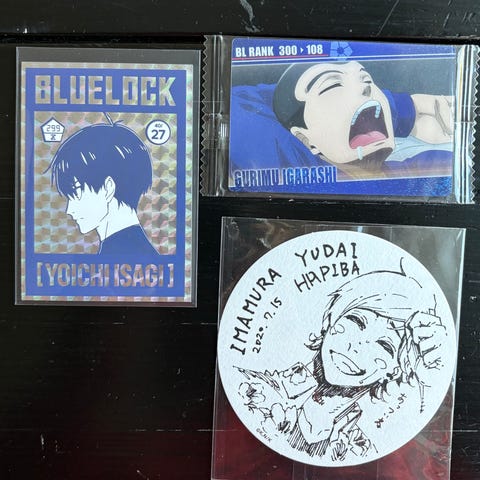 BLUELOCK
299
27
[YOICHI ISAGI]
BL RANK 300 › 108
GURIMU IGARASHI
IMAMURA YUDAI
HAPIBA
2020.7.15